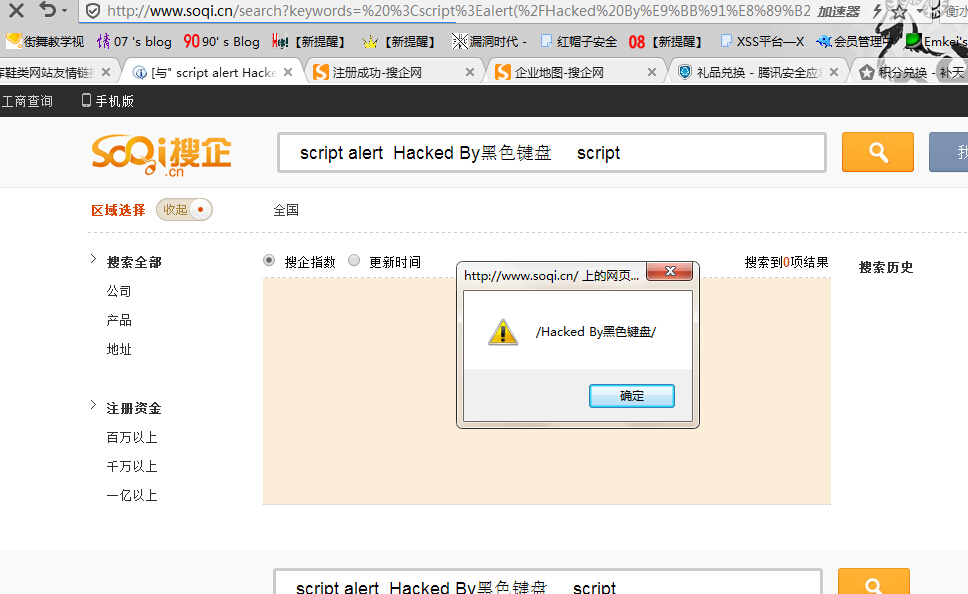 http://www.soqi.cn/search?keywords=%20%3Cscript%3Ealert(%2FHacked%20By%E9%BB%91%E8%89%B2 加速器
街舞教学视 07 's blog 90 90' s Blog hk! 【新提醒】 【新提醒】 漏洞时代 - 红帽子安全 08 【新提醒】 XSS平台—X 会员管理中 Emkei's
鞋类网站友情链 [与" script alert Hacke 注册成功-搜企网 企业地图-搜企网 礼品兑换 - 腾讯安全应 积分兑换 - 补天
工商查询 手机版
SoQi搜企 .cn script alert Hacked By黑色键盘 script 我
区域选择 收起 全国
搜索全部 搜企指数 更新时间 搜索到0项结果 搜索历史
公司
产品
地址
注册资金
百万以上
千万以上
一亿以上
http://www.soqi.cn/ 上的网页...
/Hacked By黑色键盘/
确定
script alert Hacked By黑色键盘 script